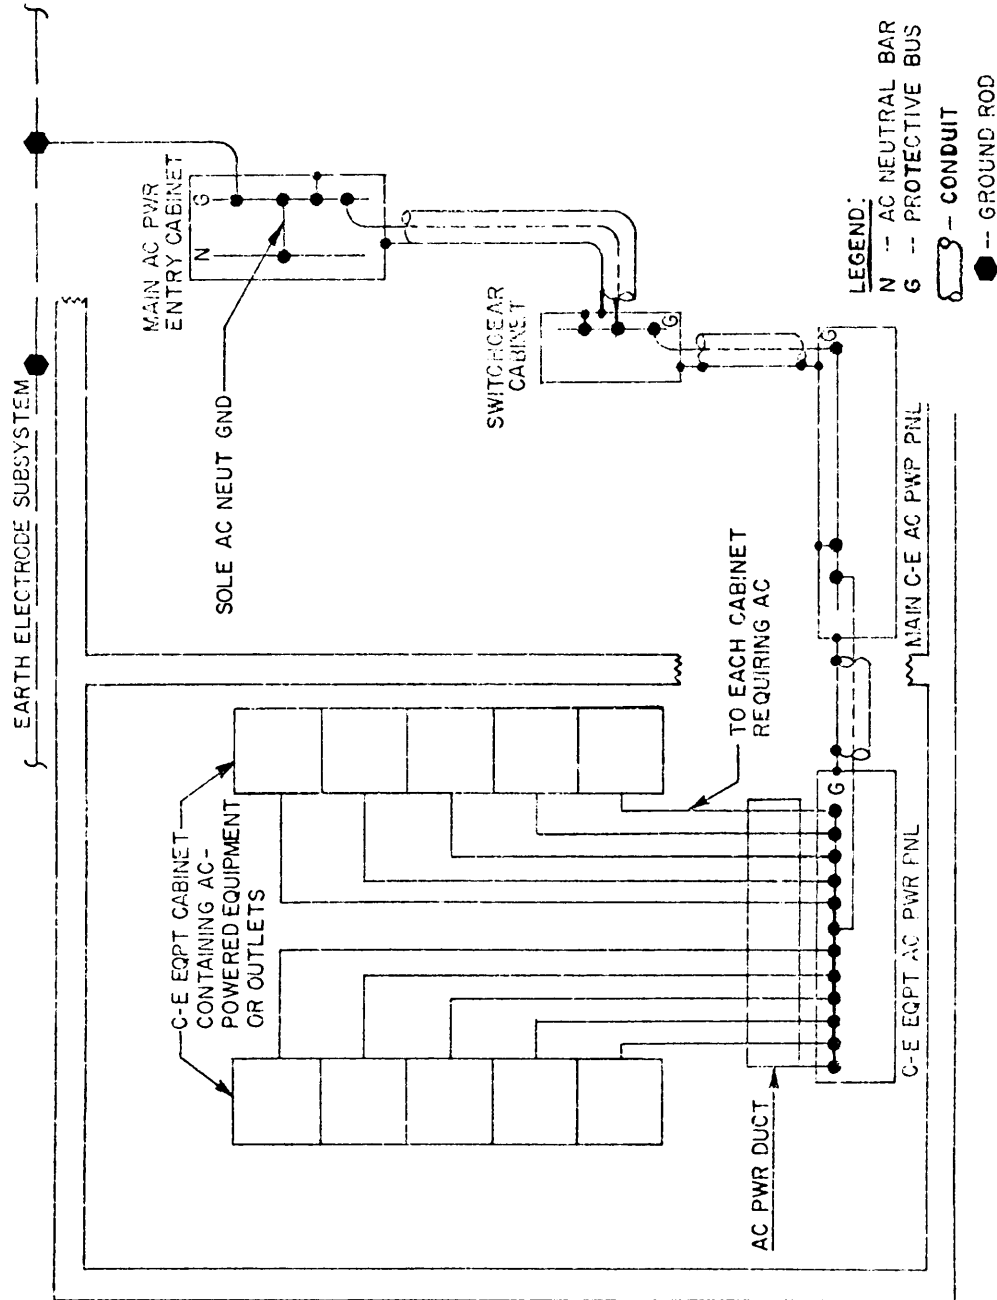 EARTH ELECTRODE SUBSYSTEM
MAIN AC PWR
ENTRY CABINET
N
G
SOLE AC NEUT GND
SWITCHGEAR
CABINET
G
C-E EQPT CABINET
CONTAINING AC-
POWERED EQUIPMENT
OR OUTLETS
TO EACH CABINET
REQUIRING AC
G
MAIN C-E AC PWP PNL
G
C-E EQPT AC PWR PNL
AC PWR DUCT
LEGEND:
N -- AC NEUTRAL BAR
G -- PROTECTIVE BUS
-- CONDUIT
-- GROUND ROD